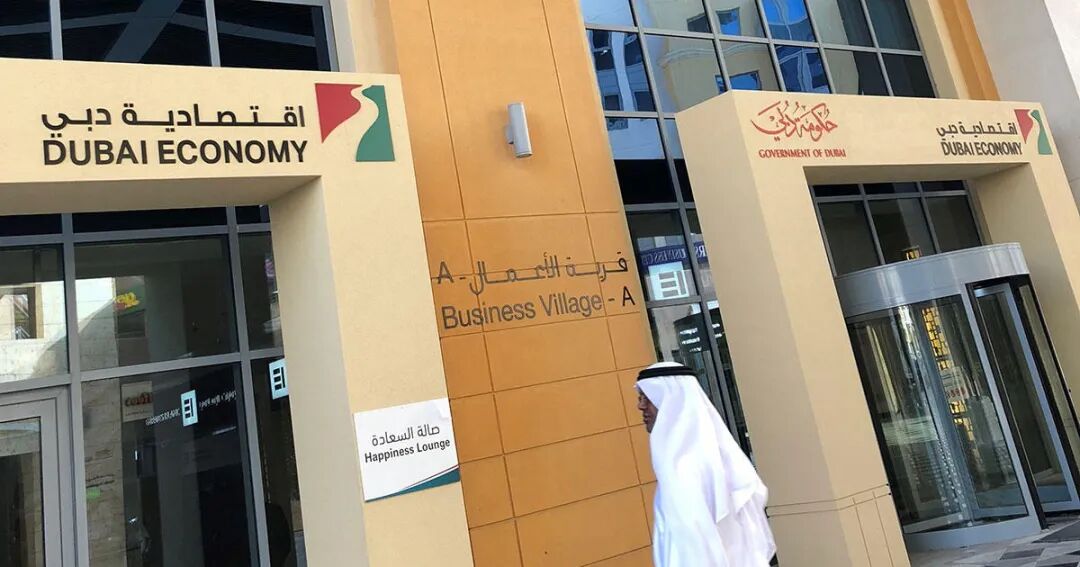 اقتصادية دبي
DUBAI ECONOMY
قرية الأعمال - A
Business Village - A
صالة السعادة
Happiness Lounge
حكومة دبي
GOVERNMENT OF DUBAI
اقتصادية دبي
DUBAI ECONOMY